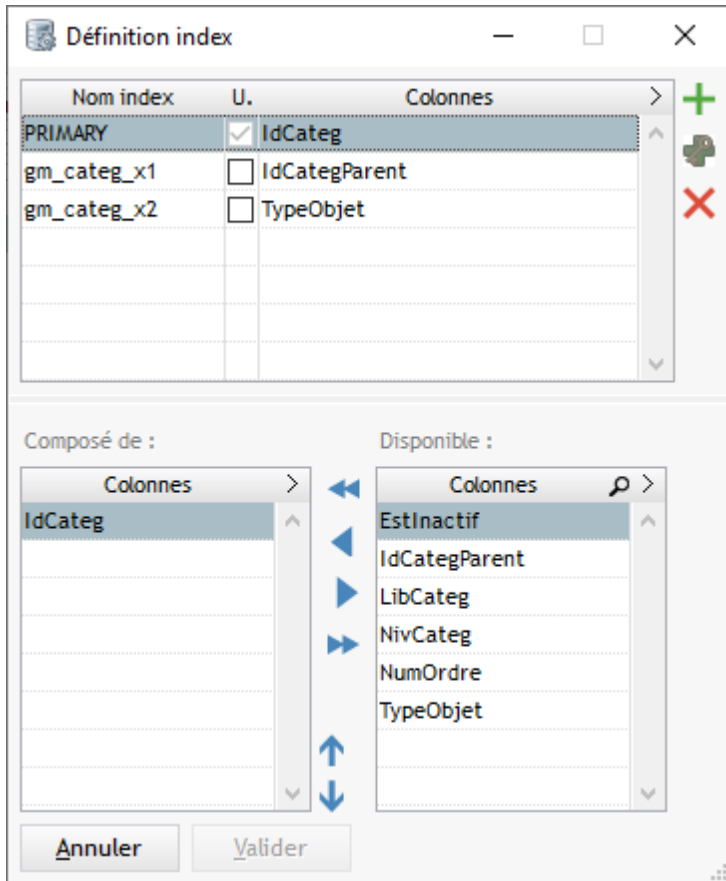 Définition index
Nom index U. Colonnes >
PRIMARY IdCateg
gm_categ_x1 IdCategParent
gm_categ_x2 TypeObjet
Composé de :
Disponible :
Colonnes >
Colonnes >
IdCateg
EstInactif
IdCategParent
LibCateg
NivCateg
NumOrdre
TypeObjet
Annuler
Valider